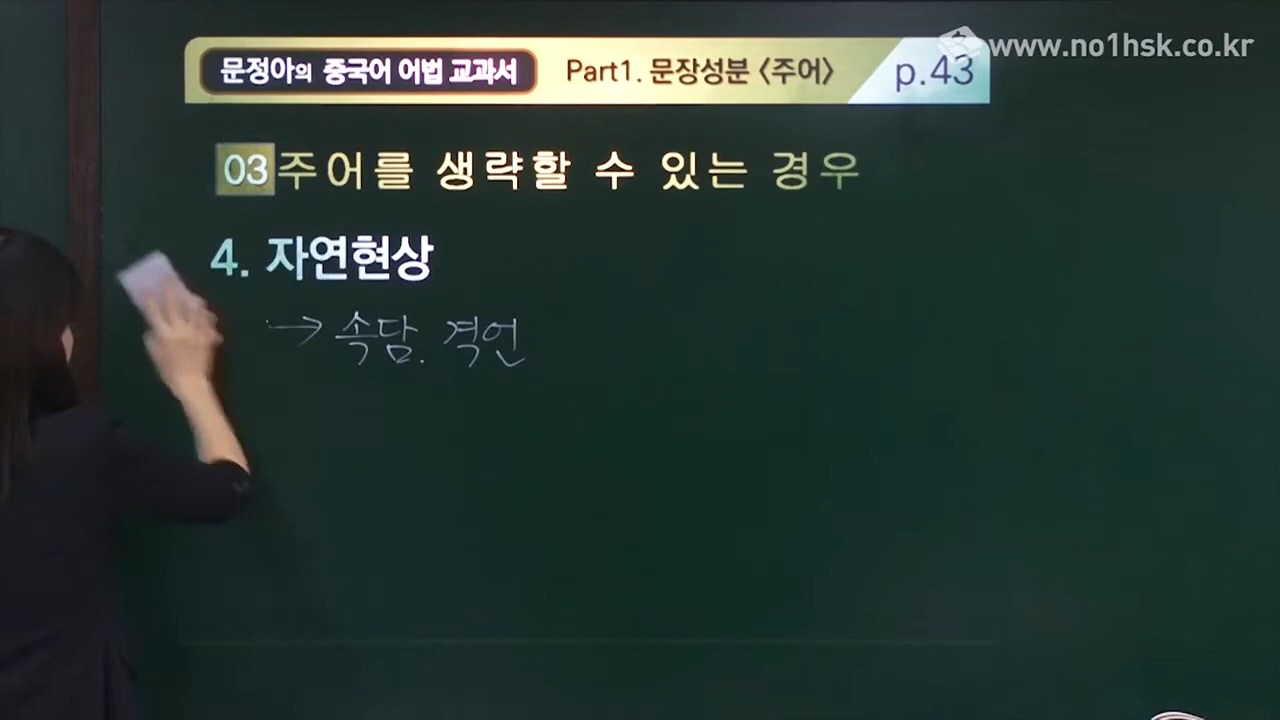 www.no1hsk.co.kr
문정아의 중국어 어법 교과서 Part1. 문장성분 <주어> p.43
03 주어를 생략할 수 있는 경우
4. 자연현상
→ 속담. 격언